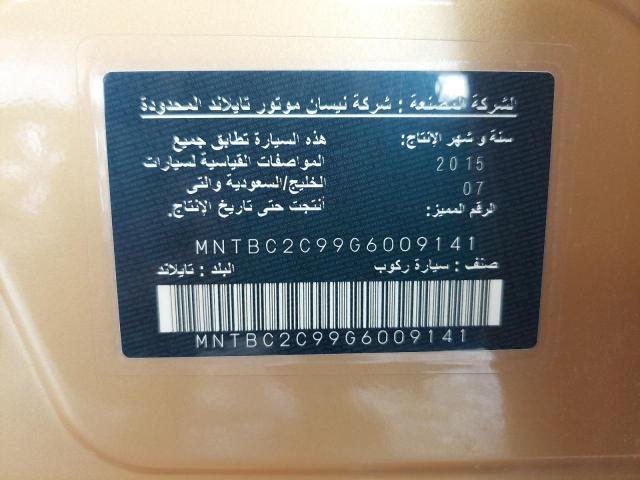 الشركة المصنعة : شركة نيسان موتور تايلاند المحدودة
سنة و شهر الإنتاج:
2015
07
الرقم المميز:
هذه السيارة تطابق جميع
المواصفات القياسية لسيارات
الخليج/السعودية والتى
أنتجت حتى تاريخ الإنتاج.
MNTBC2C99G6009141
صنف : سيارة ركوب البلد : تايلاند
MNTBC2C99G6009141